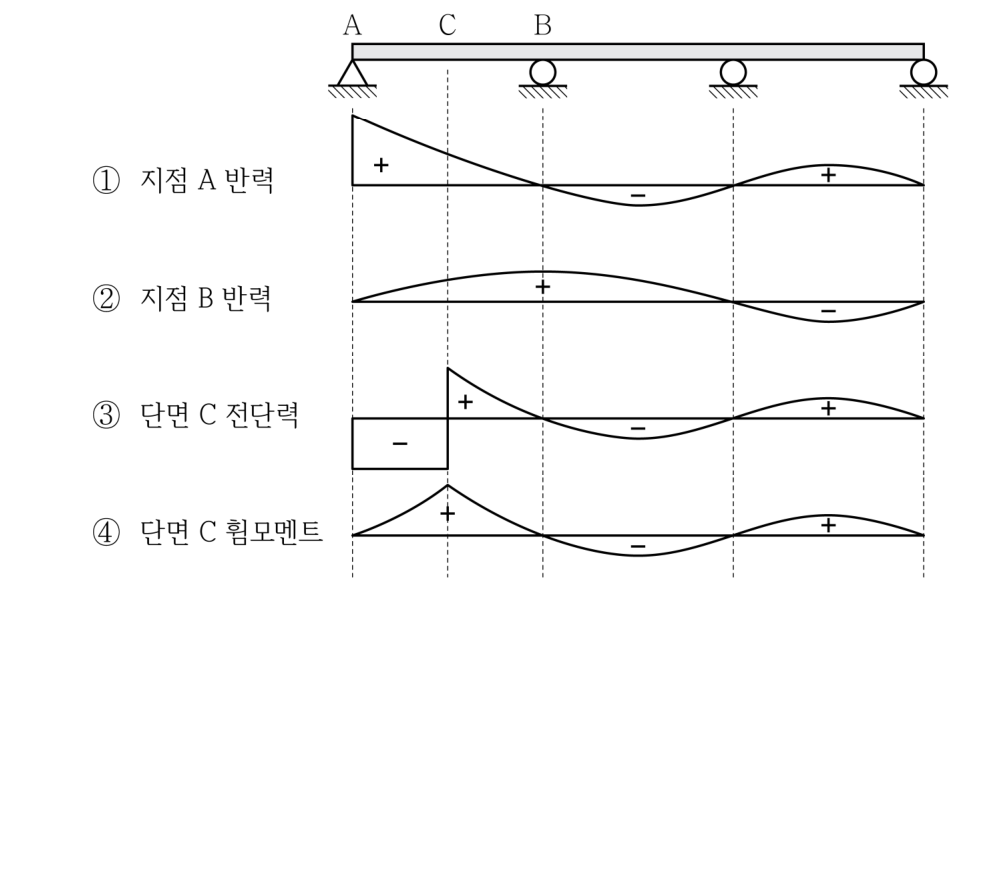 A C B
① 지점 A 반력
+ − +
② 지점 B 반력
+ −
③ 단면 C 전단력
− + − +
④ 단면 C 휨모멘트
+ − +